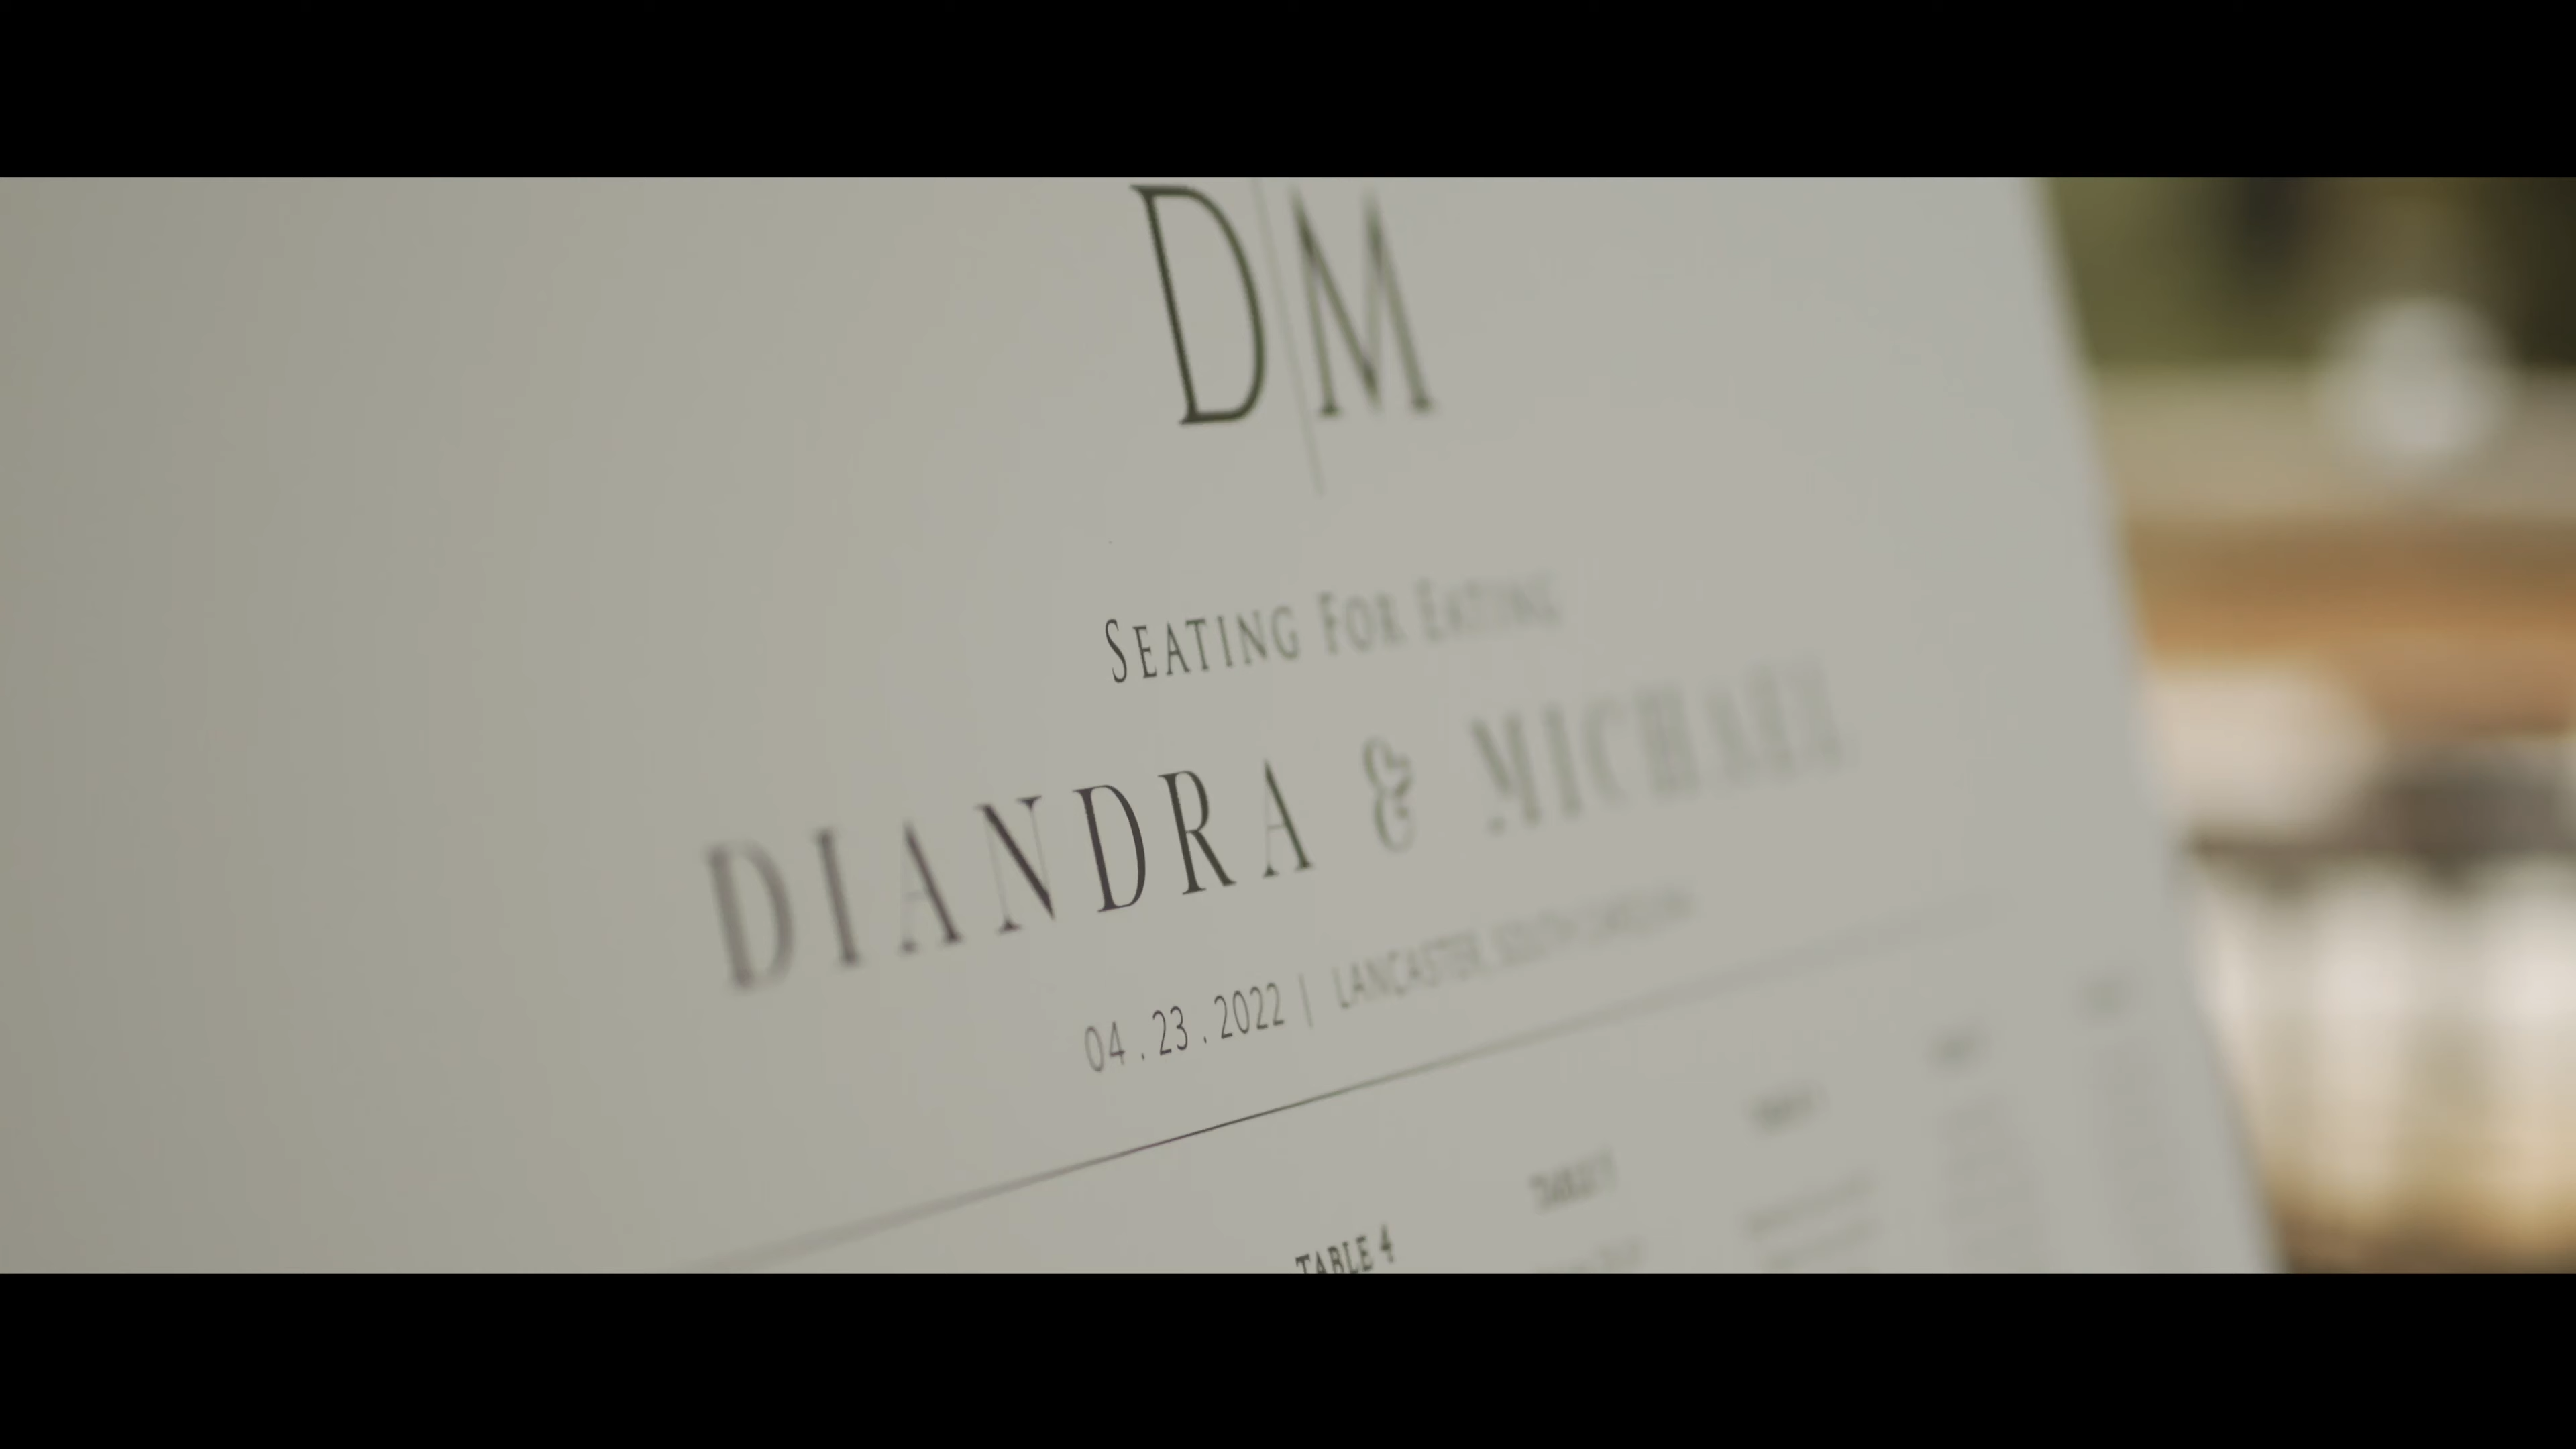 D|M
SEATING FOR EATING
DIANDRA & MICHAEL
04 . 23 . 2022 | LANCASTER, SOUTH CAROLINA
TABLE 4